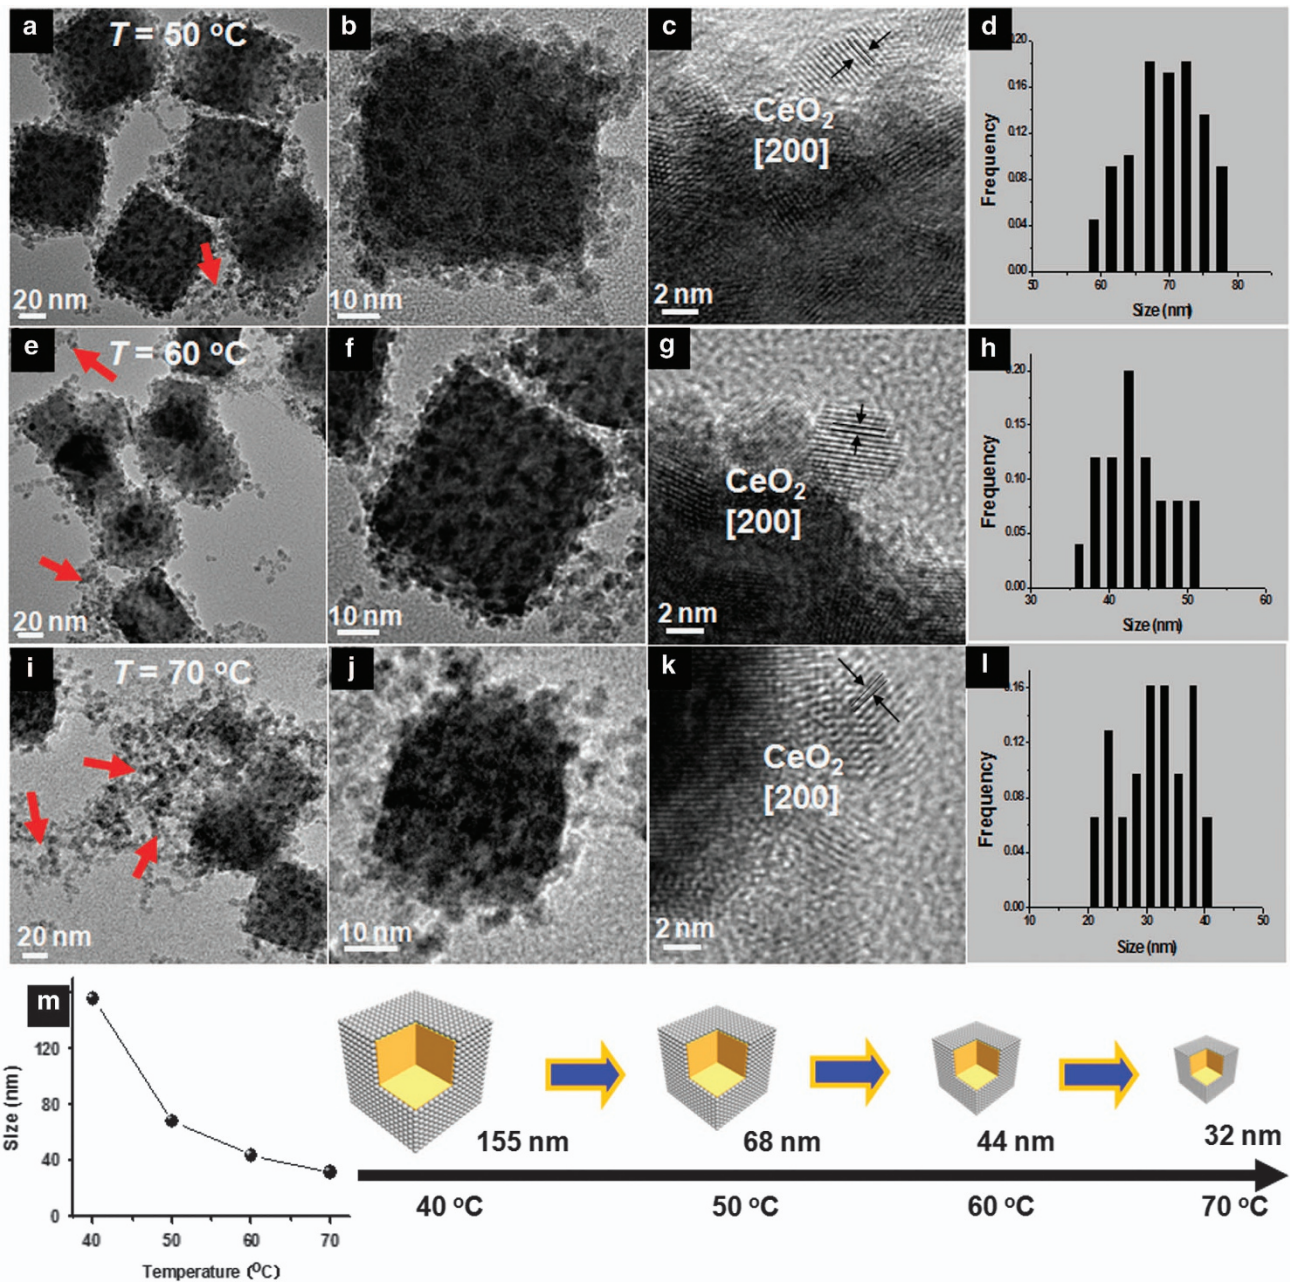 a
T = 50 °C
20 nm
b
10 nm
c
CeO₂
[200]
2 nm
d
Frequency
0.20
0.16
0.12
0.08
0.04
0.00
50 60 70 80
Size (nm)
e
T = 60 °C
20 nm
f
10 nm
g
CeO₂
[200]
2 nm
h
Frequency
0.20
0.15
0.10
0.05
0.00
30 40 50 60
Size (nm)
i
T = 70 °C
20 nm
j
10 nm
k
CeO₂
[200]
2 nm
l
Frequency
0.16
0.12
0.08
0.04
0.00
10 20 30 40 50
Size (nm)
m
Size (nm)
120
80
40
0
40 50 60 70
Temperature (°C)
155 nm 68 nm 44 nm 32 nm
40 °C 50 °C 60 °C 70 °C